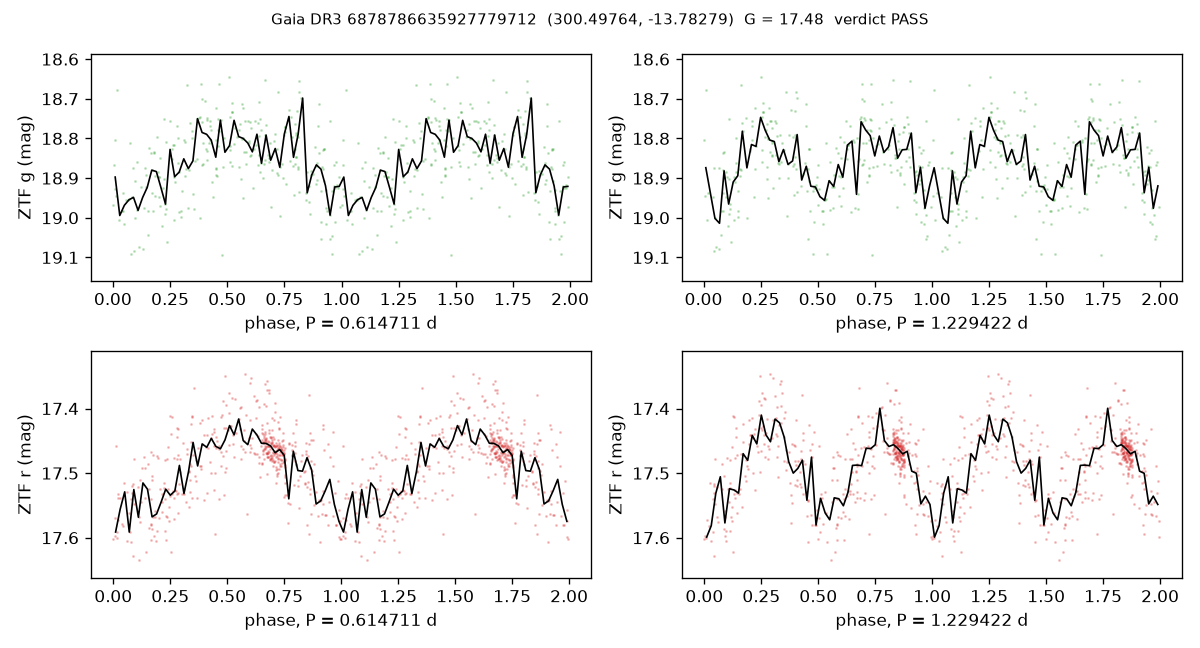 Gaia DR3 6878786635927779712 (300.49764, -13.78279) G = 17.48 verdict PASS
ZTF g (mag)
18.6
18.7
18.8
18.9
19.0
19.1
0.00 0.25 0.50 0.75 1.00 1.25 1.50 1.75 2.00
phase, P = 0.614711 d
ZTF g (mag)
18.6
18.7
18.8
18.9
19.0
19.1
0.00 0.25 0.50 0.75 1.00 1.25 1.50 1.75 2.00
phase, P = 1.229422 d
ZTF r (mag)
17.4
17.5
17.6
0.00 0.25 0.50 0.75 1.00 1.25 1.50 1.75 2.00
phase, P = 0.614711 d
ZTF r (mag)
17.4
17.5
17.6
0.00 0.25 0.50 0.75 1.00 1.25 1.50 1.75 2.00
phase, P = 1.229422 d